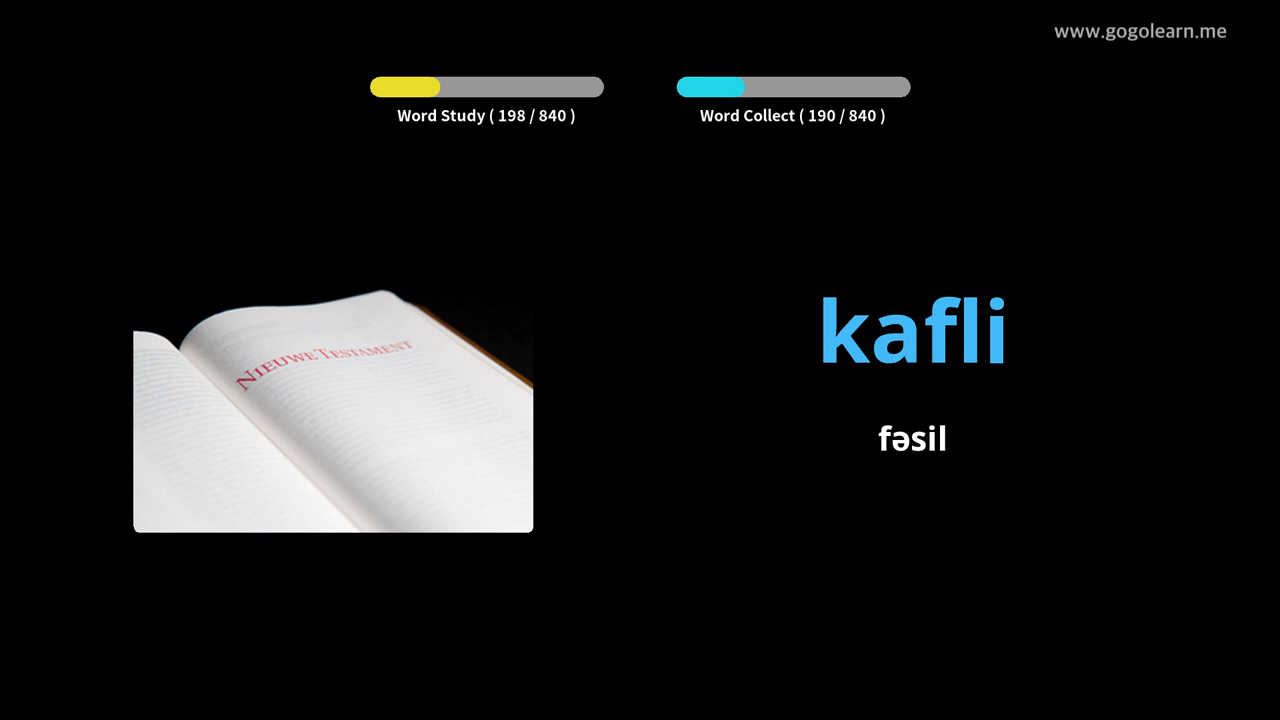 www.gogolearn.me
Word Study ( 198 / 840 )
Word Collect ( 190 / 840 )
NIEUWE TESTAMENT
kafli
fəsil